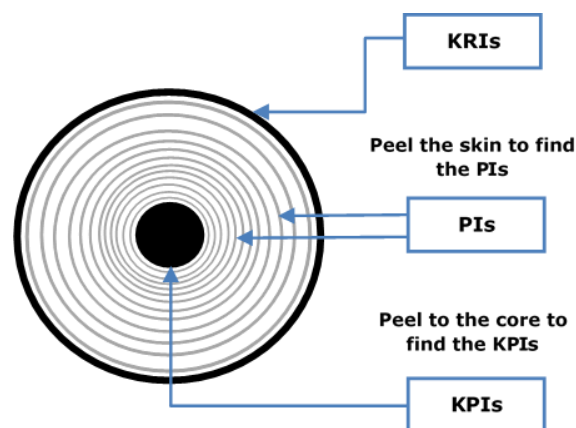 KRIs
Peel the skin to find
the PIs
PIs
Peel to the core to
find the KPIs
KPIs